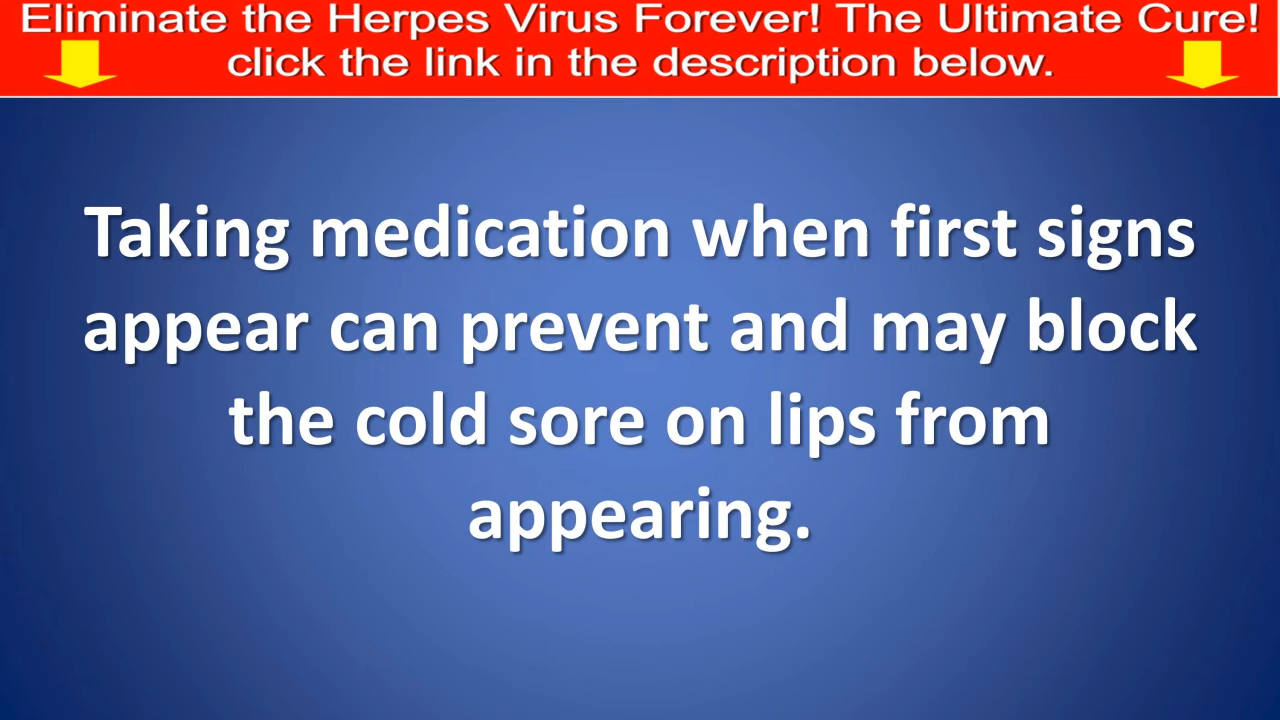 Eliminate the Herpes Virus Forever! The Ultimate Cure!
click the link in the description below.
Taking medication when first signs
appear can prevent and may block
the cold sore on lips from
appearing.